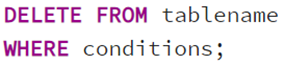 DELETE FROM tablename
WHERE conditions;